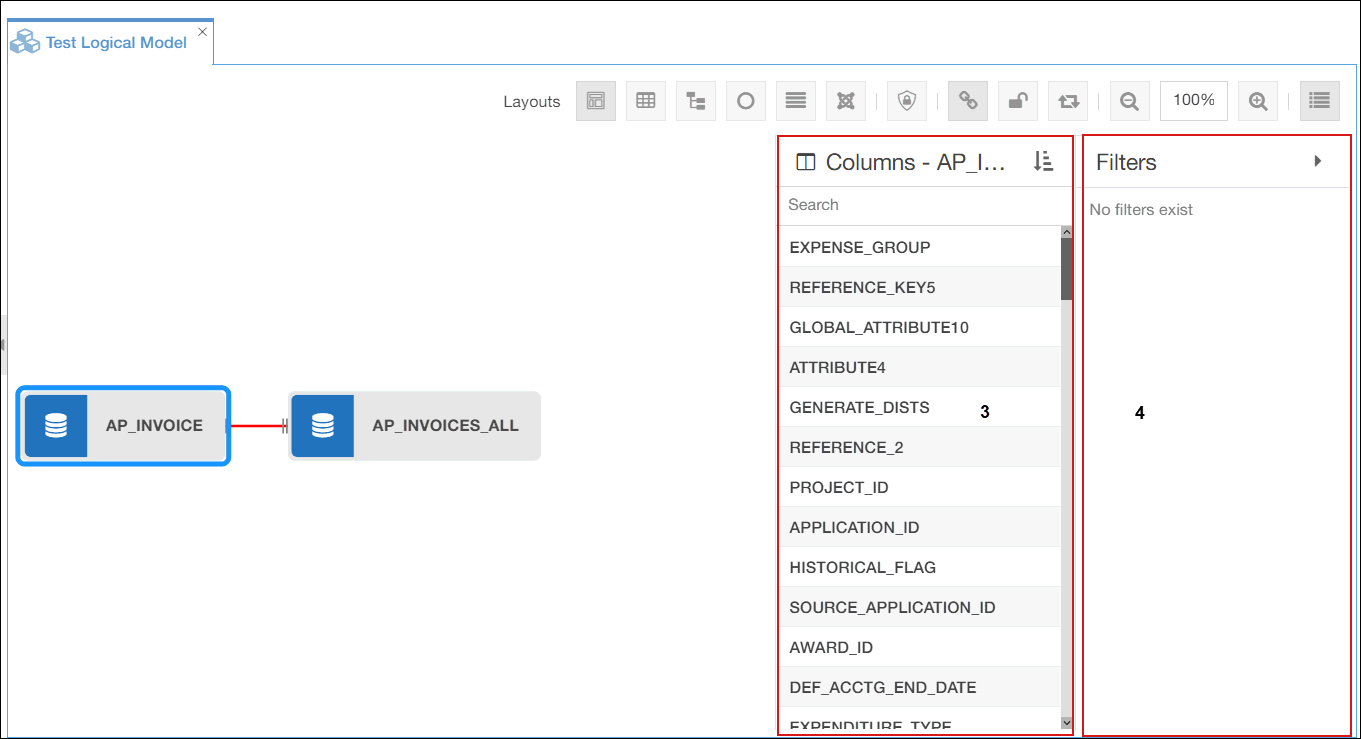 Test Logical Model
Layouts
100%
Columns - AP_I...
Search
EXPENSE_GROUP
REFERENCE_KEY5
GLOBAL_ATTRIBUTE10
ATTRIBUTE4
GENERATE_DISTS
3
REFERENCE_2
PROJECT_ID
APPLICATION_ID
HISTORICAL_FLAG
SOURCE_APPLICATION_ID
AWARD_ID
DEF_ACCTG_END_DATE
EXPENDITURE_TYPE
Filters
No filters exist
4
AP_INVOICE
AP_INVOICES_ALL